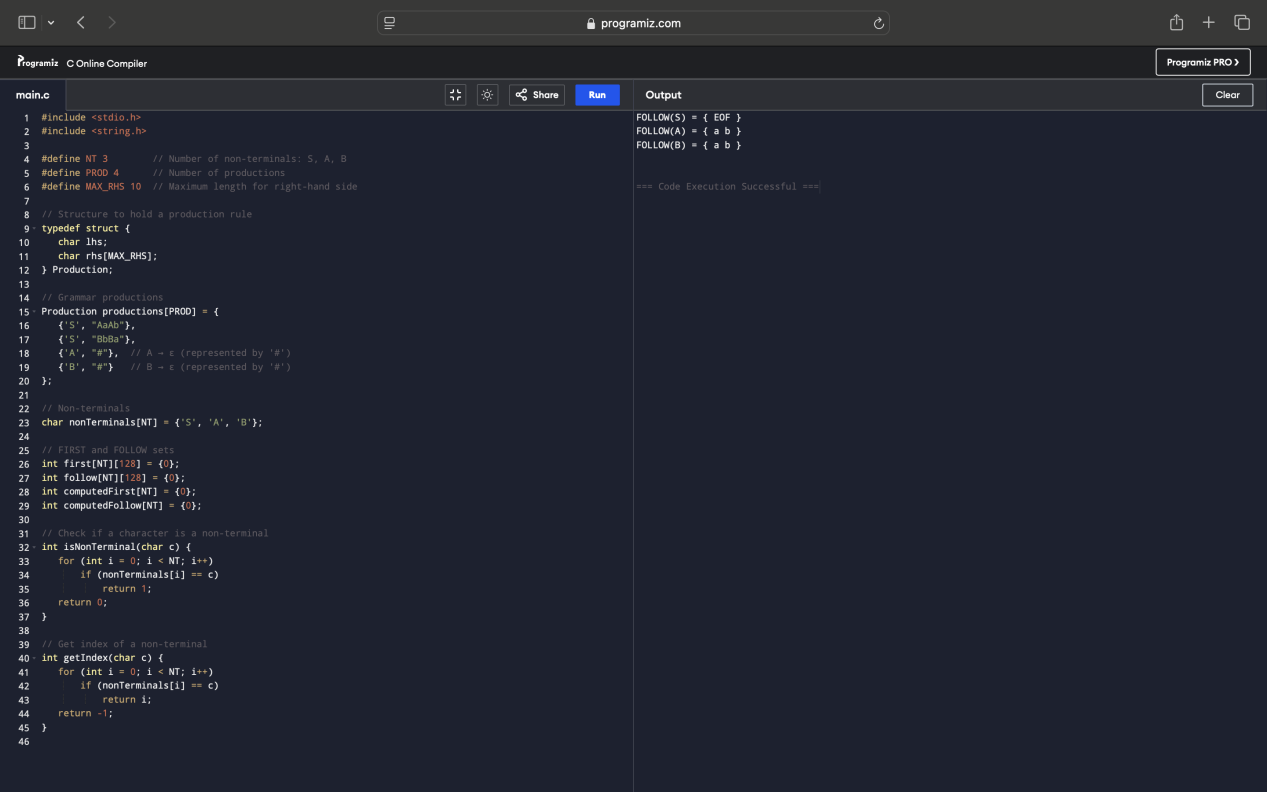 programiz.com
Programiz C Online Compiler
Programiz PRO
main.c
Share
Run
Output
Clear
1 #include <stdio.h>
2 #include <string.h>
3
4 #define NT 3 // Number of non-terminals: S, A, B
5 #define PROD 4 // Number of productions
6 #define MAX_RHS 10 // Maximum length for right-hand side
7
8 // Structure to hold a production rule
9 typedef struct {
10 char lhs;
11 char rhs[MAX_RHS];
12 } Production;
13
14 // Grammar productions
15 Production productions[PROD] = {
16 {'S', "AaAb"},
17 {'S', "BbBa"},
18 {'A', "#"}, // A → ε (represented by '#')
19 {'B', "#"} // B → ε (represented by '#')
20 };
21
22 // Non-terminals
23 char nonTerminals[NT] = {'S', 'A', 'B'};
24
25 // FIRST and FOLLOW sets
26 int first[NT][128] = {0};
27 int follow[NT][128] = {0};
28 int computedFirst[NT] = {0};
29 int computedFollow[NT] = {0};
30
31 // Check if a character is a non-terminal
32 int isNonTerminal(char c) {
33 for (int i = 0; i < NT; i++)
34 if (nonTerminals[i] == c)
35 return 1;
36 return 0;
37 }
38
39 // Get index of a non-terminal
40 int getIndex(char c) {
41 for (int i = 0; i < NT; i++)
42 if (nonTerminals[i] == c)
43 return i;
44 return -1;
45 }
46
FOLLOW(S) = { EOF }
FOLLOW(A) = { a b }
FOLLOW(B) = { a b }
=== Code Execution Successful ===